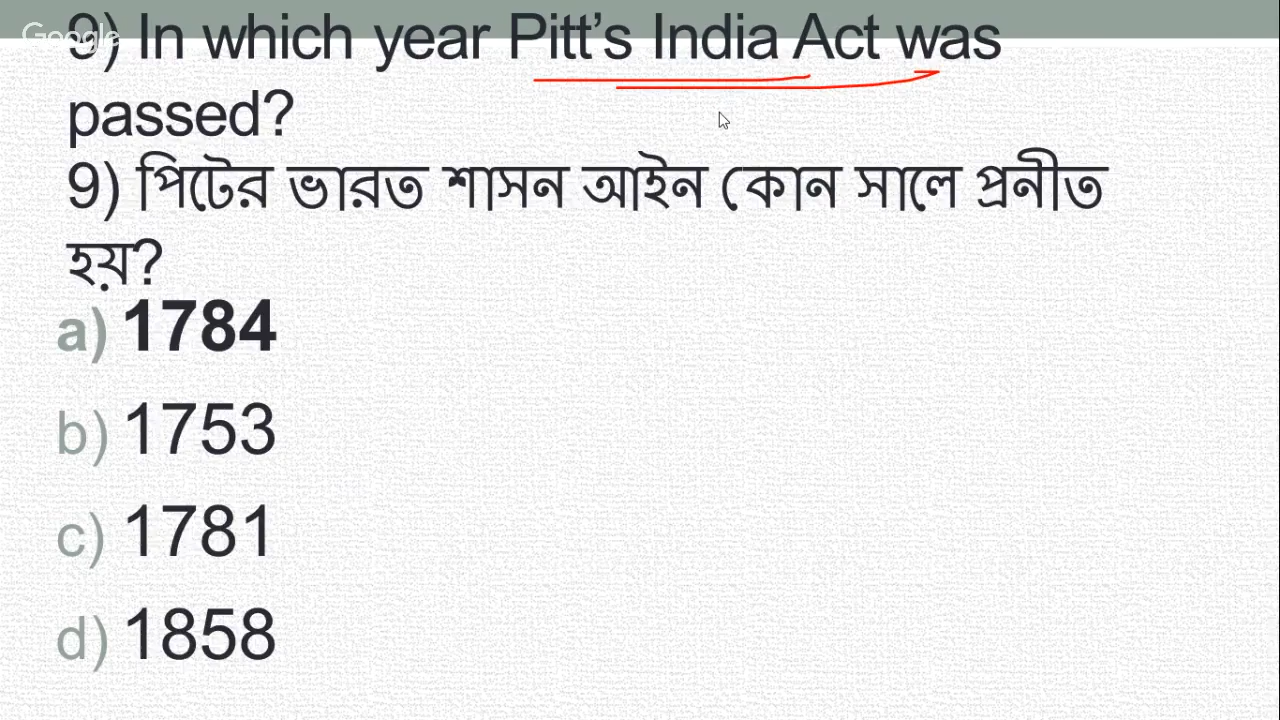 Google
9) In which year Pitt's India Act was
passed?
9) পিটের ভারত শাসন আইন কোন সালে প্রনীত
হয়?
a) 1784
b) 1753
c) 1781
d) 1858